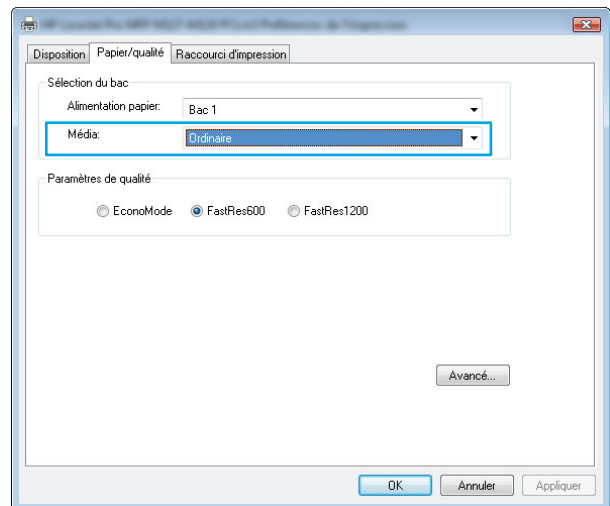 Disposition Papier/qualité Raccourci d'impression
Sélection du bac
Alimentation papier: Bac 1
Média: Ordinaire
Paramètres de qualité
EconoMode FastRes600 FastRes1200
Avancé...
OK Annuler Appliquer